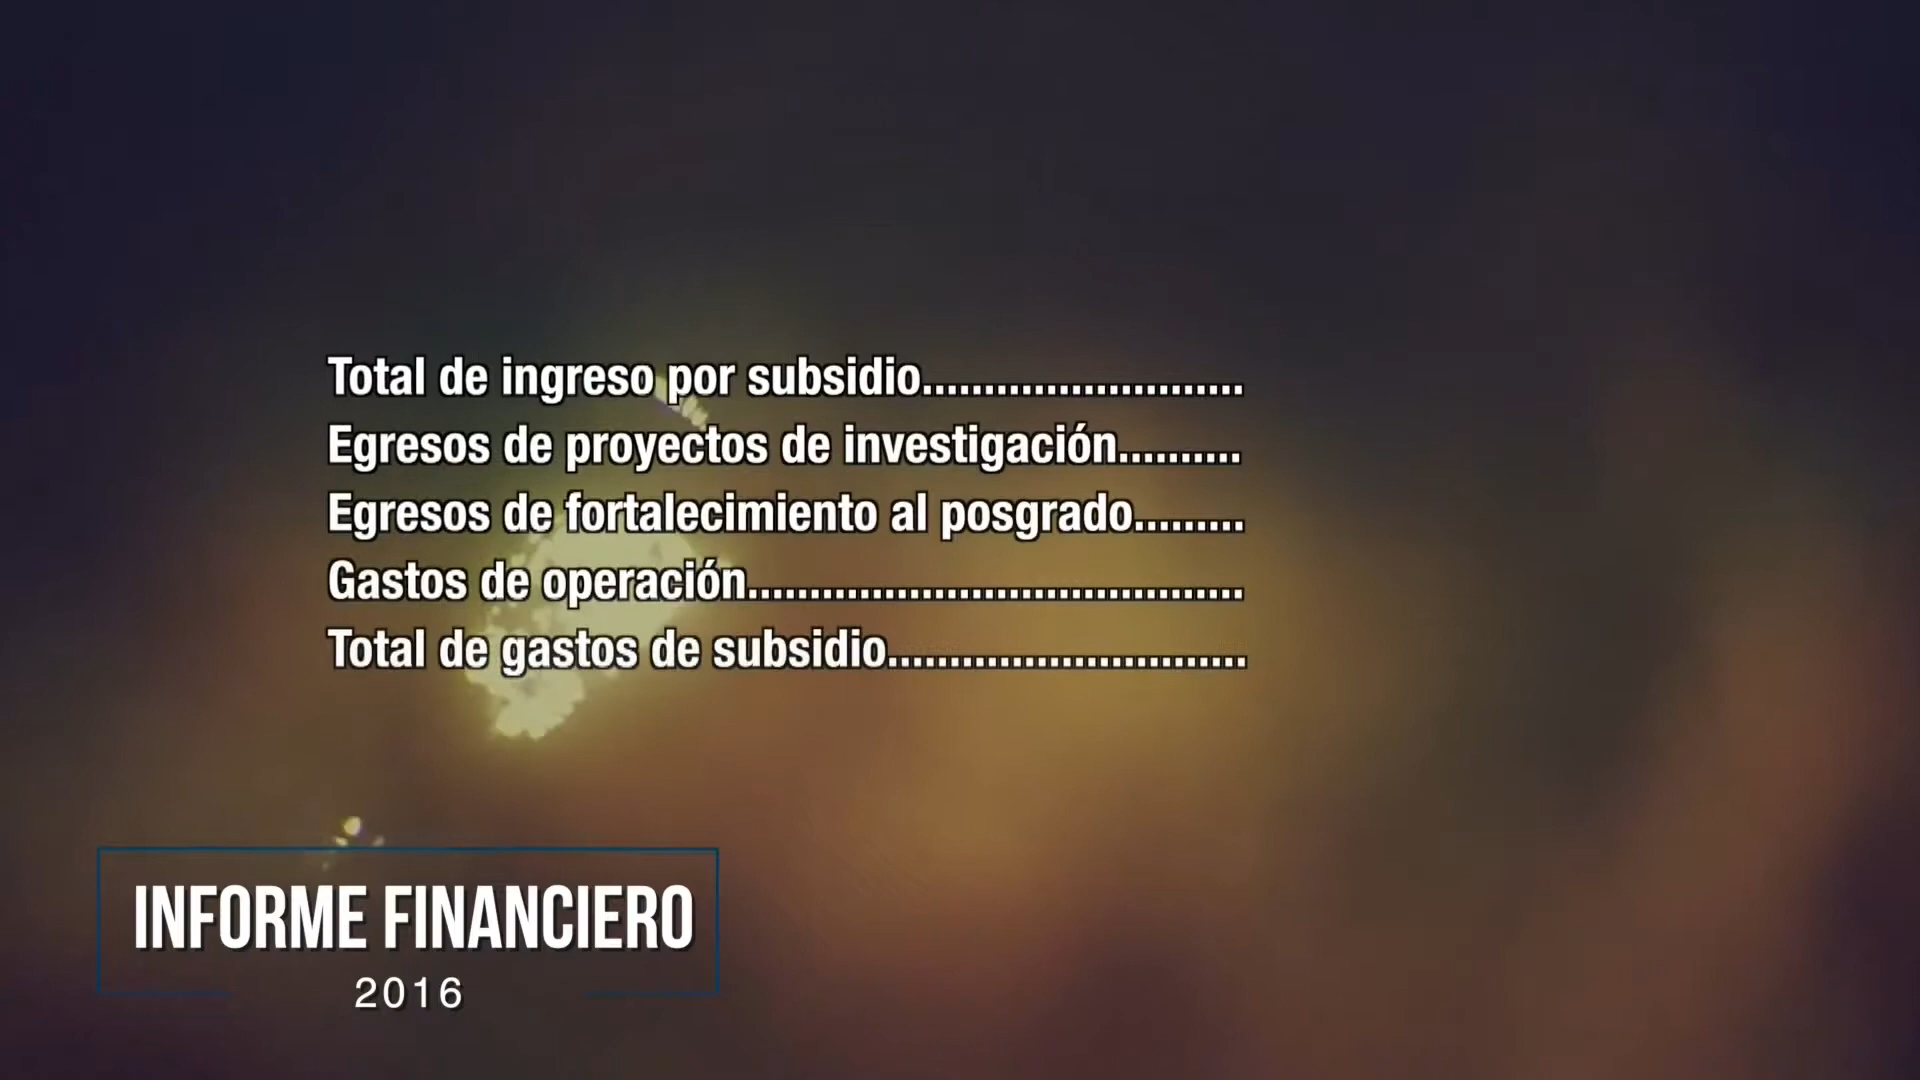 Total de ingreso por subsidio..........................
Egresos de proyectos de investigación..........
Egresos de fortalecimiento al posgrado.........
Gastos de operación........................................
Total de gastos de subsidio.............................
INFORME FINANCIERO
2016